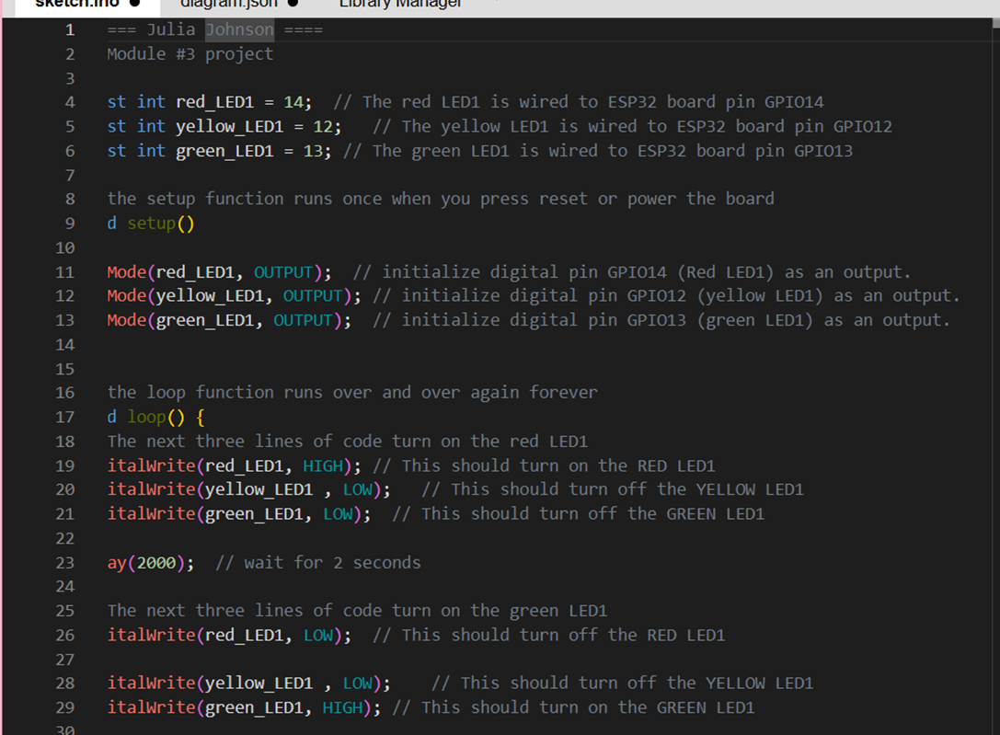 sketch.ino ● diagram.json ● Library Manager
1 === Julia Johnson ====
2 Module #3 project
3
4 st int red_LED1 = 14;  // The red LED1 is wired to ESP32 board pin GPIO14
5 st int yellow_LED1 = 12;   // The yellow LED1 is wired to ESP32 board pin GPIO12
6 st int green_LED1 = 13; // The green LED1 is wired to ESP32 board pin GPIO13
7
8 the setup function runs once when you press reset or power the board
9 d setup()
10
11 Mode(red_LED1, OUTPUT);  // initialize digital pin GPIO14 (Red LED1) as an output.
12 Mode(yellow_LED1, OUTPUT); // initialize digital pin GPIO12 (yellow LED1) as an output.
13 Mode(green_LED1, OUTPUT);  // initialize digital pin GPIO13 (green LED1) as an output.
14
15
16 the loop function runs over and over again forever
17 d loop() {
18 The next three lines of code turn on the red LED1
19 italWrite(red_LED1, HIGH); // This should turn on the RED LED1
20 italWrite(yellow_LED1 , LOW);   // This should turn off the YELLOW LED1
21 italWrite(green_LED1, LOW);  // This should turn off the GREEN LED1
22
23 ay(2000);  // wait for 2 seconds
24
25 The next three lines of code turn on the green LED1
26 italWrite(red_LED1, LOW);  // This should turn off the RED LED1
27
28 italWrite(yellow_LED1 , LOW);    // This should turn off the YELLOW LED1
29 italWrite(green_LED1, HIGH); // This should turn on the GREEN LED1
30